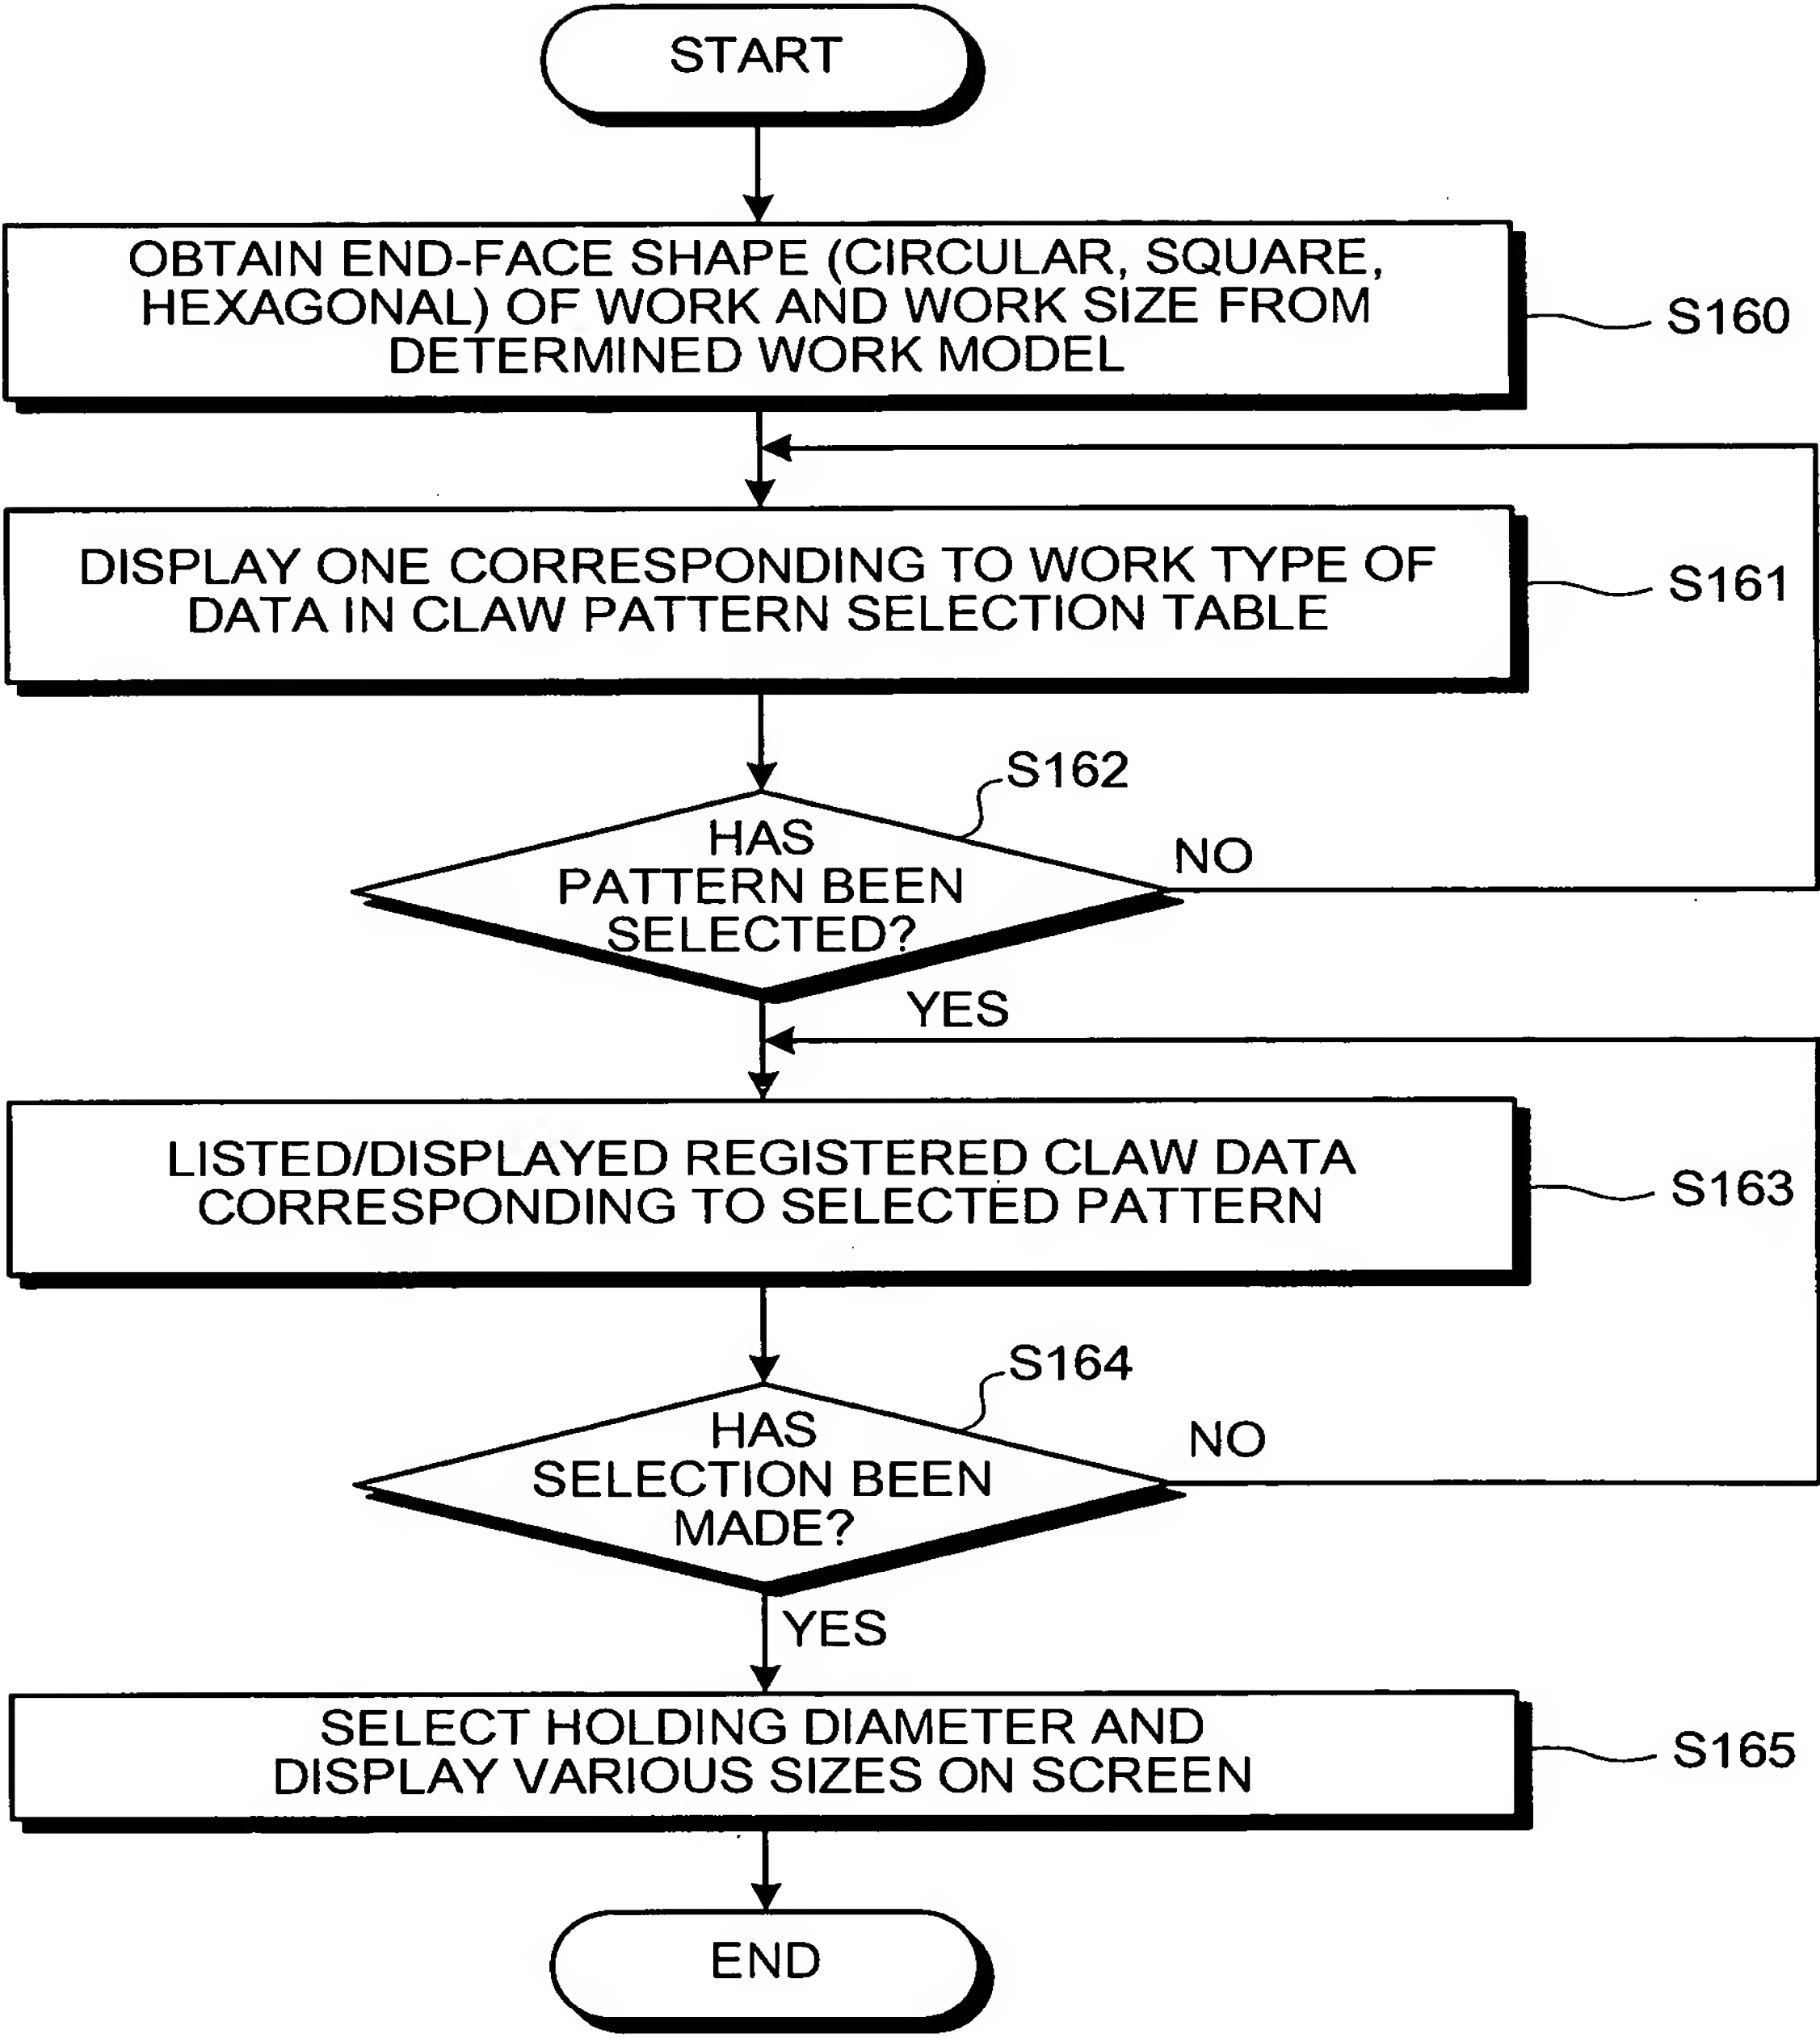 START
OBTAIN END-FACE SHAPE (CIRCULAR, SQUARE,
HEXAGONAL) OF WORK AND WORK SIZE FROM
DETERMINED WORK MODEL
S160
DISPLAY ONE CORRESPONDING TO WORK TYPE OF
DATA IN CLAW PATTERN SELECTION TABLE
S161
S162
HAS
PATTERN BEEN
SELECTED?
NO
YES
LISTED/DISPLAYED REGISTERED CLAW DATA
CORRESPONDING TO SELECTED PATTERN
S163
S164
HAS
SELECTION BEEN
MADE?
NO
YES
SELECT HOLDING DIAMETER AND
DISPLAY VARIOUS SIZES ON SCREEN
S165
END